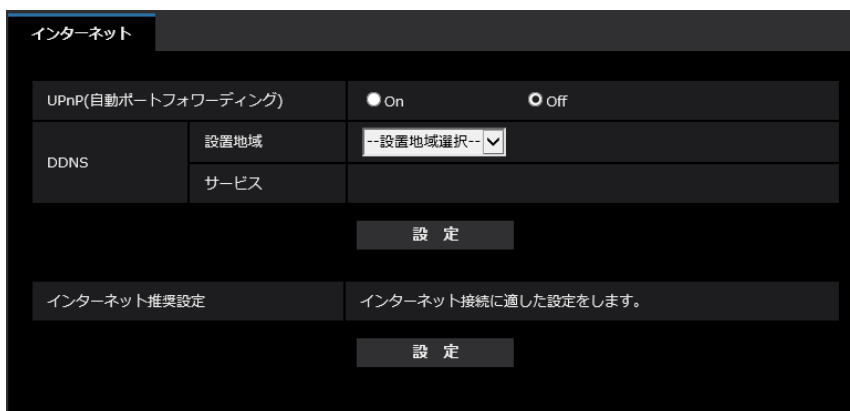 インターネット
UPnP(自動ポートフォワーディング) On Off
DDNS 設置地域 --設置地域選択--
サービス
設 定
インターネット推奨設定 インターネット接続に適した設定をします。
設 定